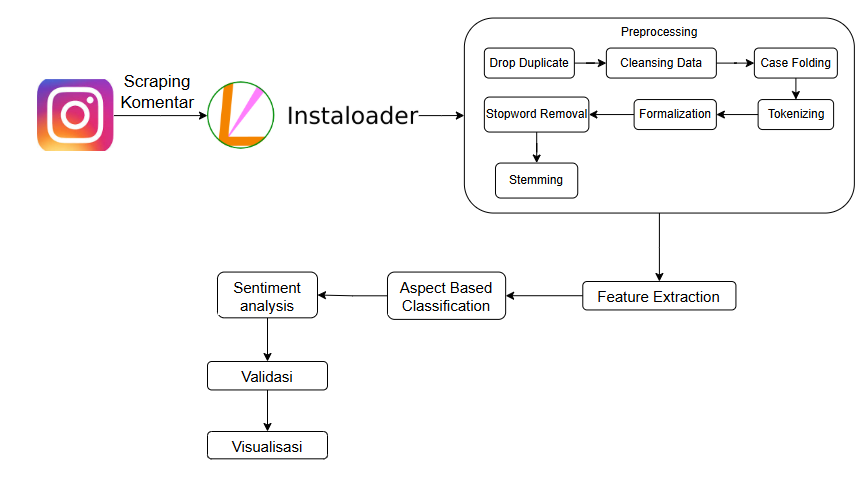 Scraping
Komentar
Instaloader
Preprocessing
Drop Duplicate
Cleansing Data
Case Folding
Tokenizing
Formalization
Stopword Removal
Stemming
Feature Extraction
Aspect Based
Classification
Sentiment
analysis
Validasi
Visualisasi